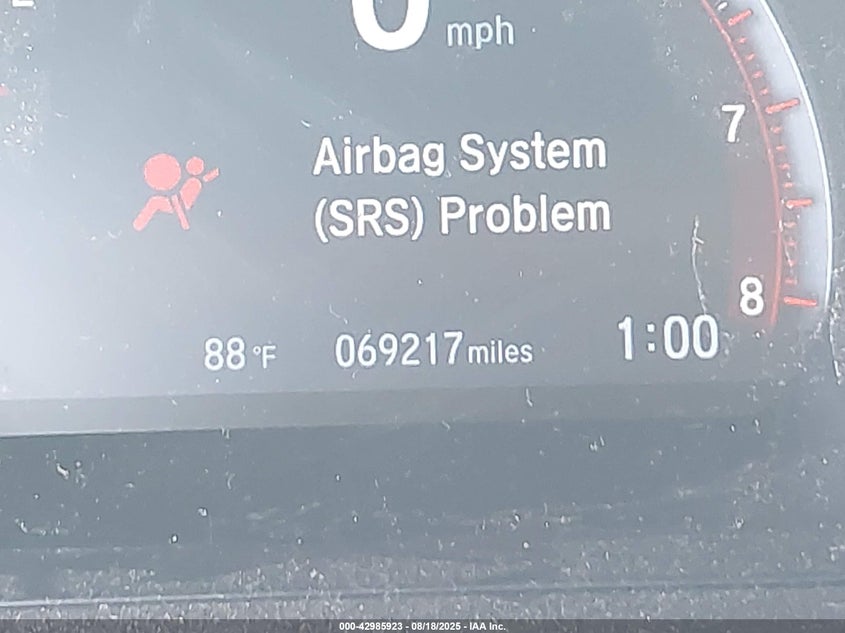 0 mph
7
Airbag System
(SRS) Problem
8
88 °F 069217 miles 1:00
000-42985923 - 08/18/2025 - IAA Inc.